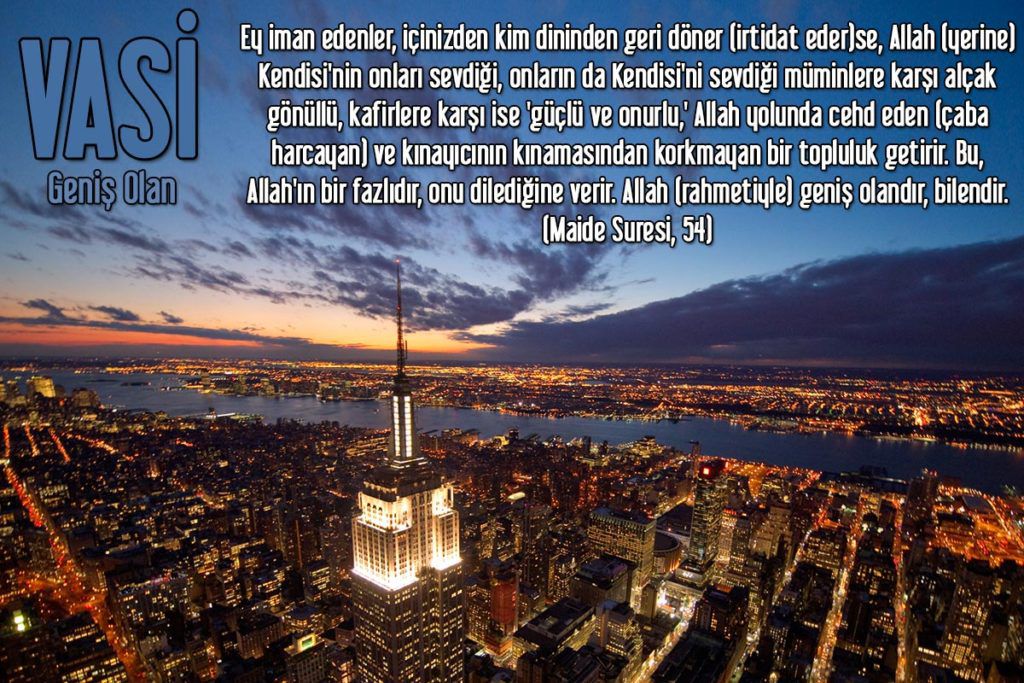 VASİ
Geniş Olan
Ey iman edenler, içinizden kim dininden geri döner (irtidat eder)se, Allah (yerine)
Kendisi'nin onları sevdiği, onların da Kendisi'ni sevdiği müminlere karşı alçak
gönüllü, kafirlere karşı ise 'güçlü ve onurlu,' Allah yolunda cehd eden (çaba
harcayan) ve kınayıcının kınamasından korkmayan bir topluluk getirir. Bu,
Allah'ın bir fazlıdır, onu dilediğine verir. Allah (rahmetiyle) geniş olandır, bilendir.
(Maide Suresi, 54)